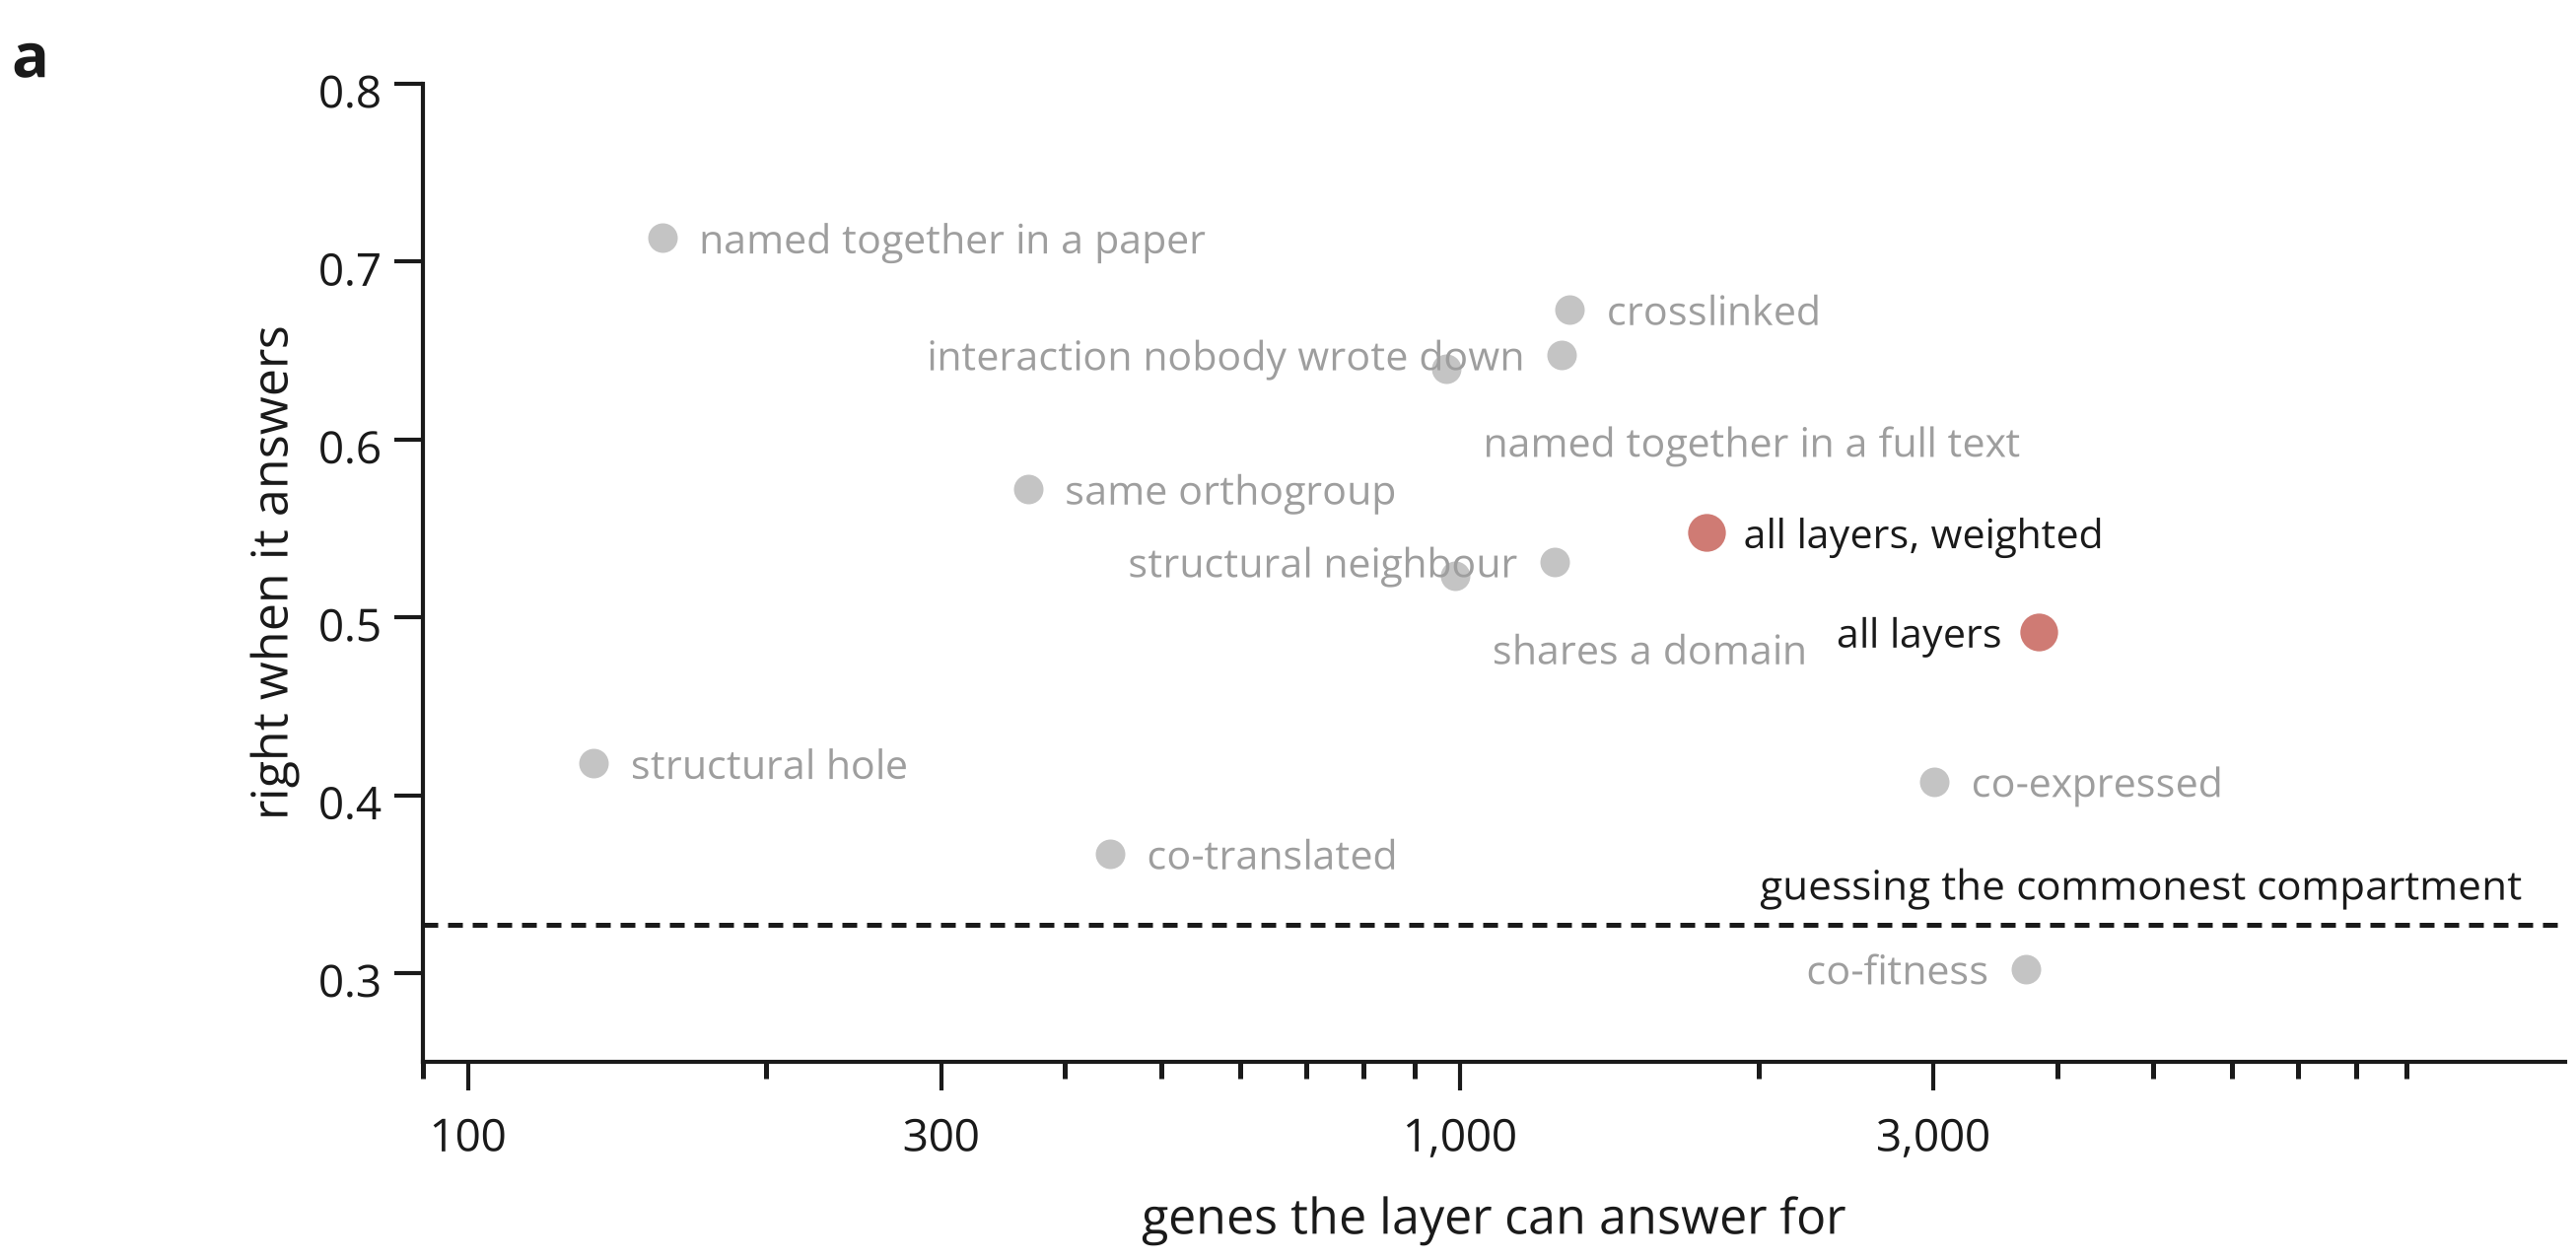 a
0.8
named together in a paper
0.7
crosslinked
interaction nobody wrote down
named together in a full text
0.6
same orthogroup
all layers, weighted
structural neighbour
0.5
all layers
shares a domain
structural hole
co-expressed
0.4
co-translated
guessing the commonest compartment
0.3
co-fitness
right when it answers
100 300 1,000 3,000
genes the layer can answer for